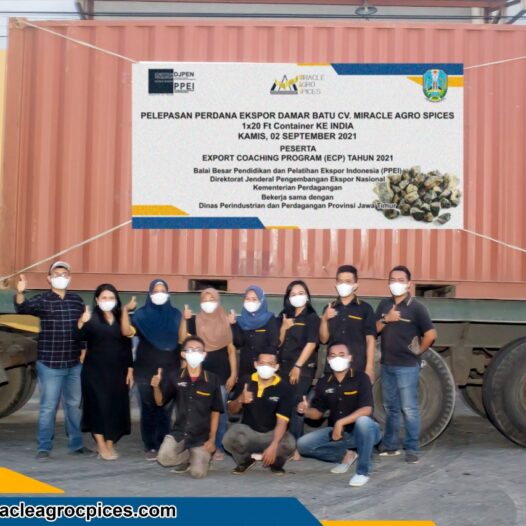 DJPEN
PPEI
MIRACLE
AGRO
SPICES
PELEPASAN PERDANA EKSPOR DAMAR BATU CV. MIRACLE AGRO SPICES
1x20 Ft Container KE INDIA
KAMIS, 02 SEPTEMBER 2021
PESERTA
EXPORT COACHING PROGRAM (ECP) TAHUN 2021
Balai Besar Pendidikan dan Pelatihan Ekspor Indonesia (PPEI)
Direktorat Jenderal Pengembangan Ekspor Nasional
Kementerian Perdagangan
Bekerja sama dengan
Dinas Perindustrian dan Perdagangan Provinsi Jawa Timur
racleagrocpices.com